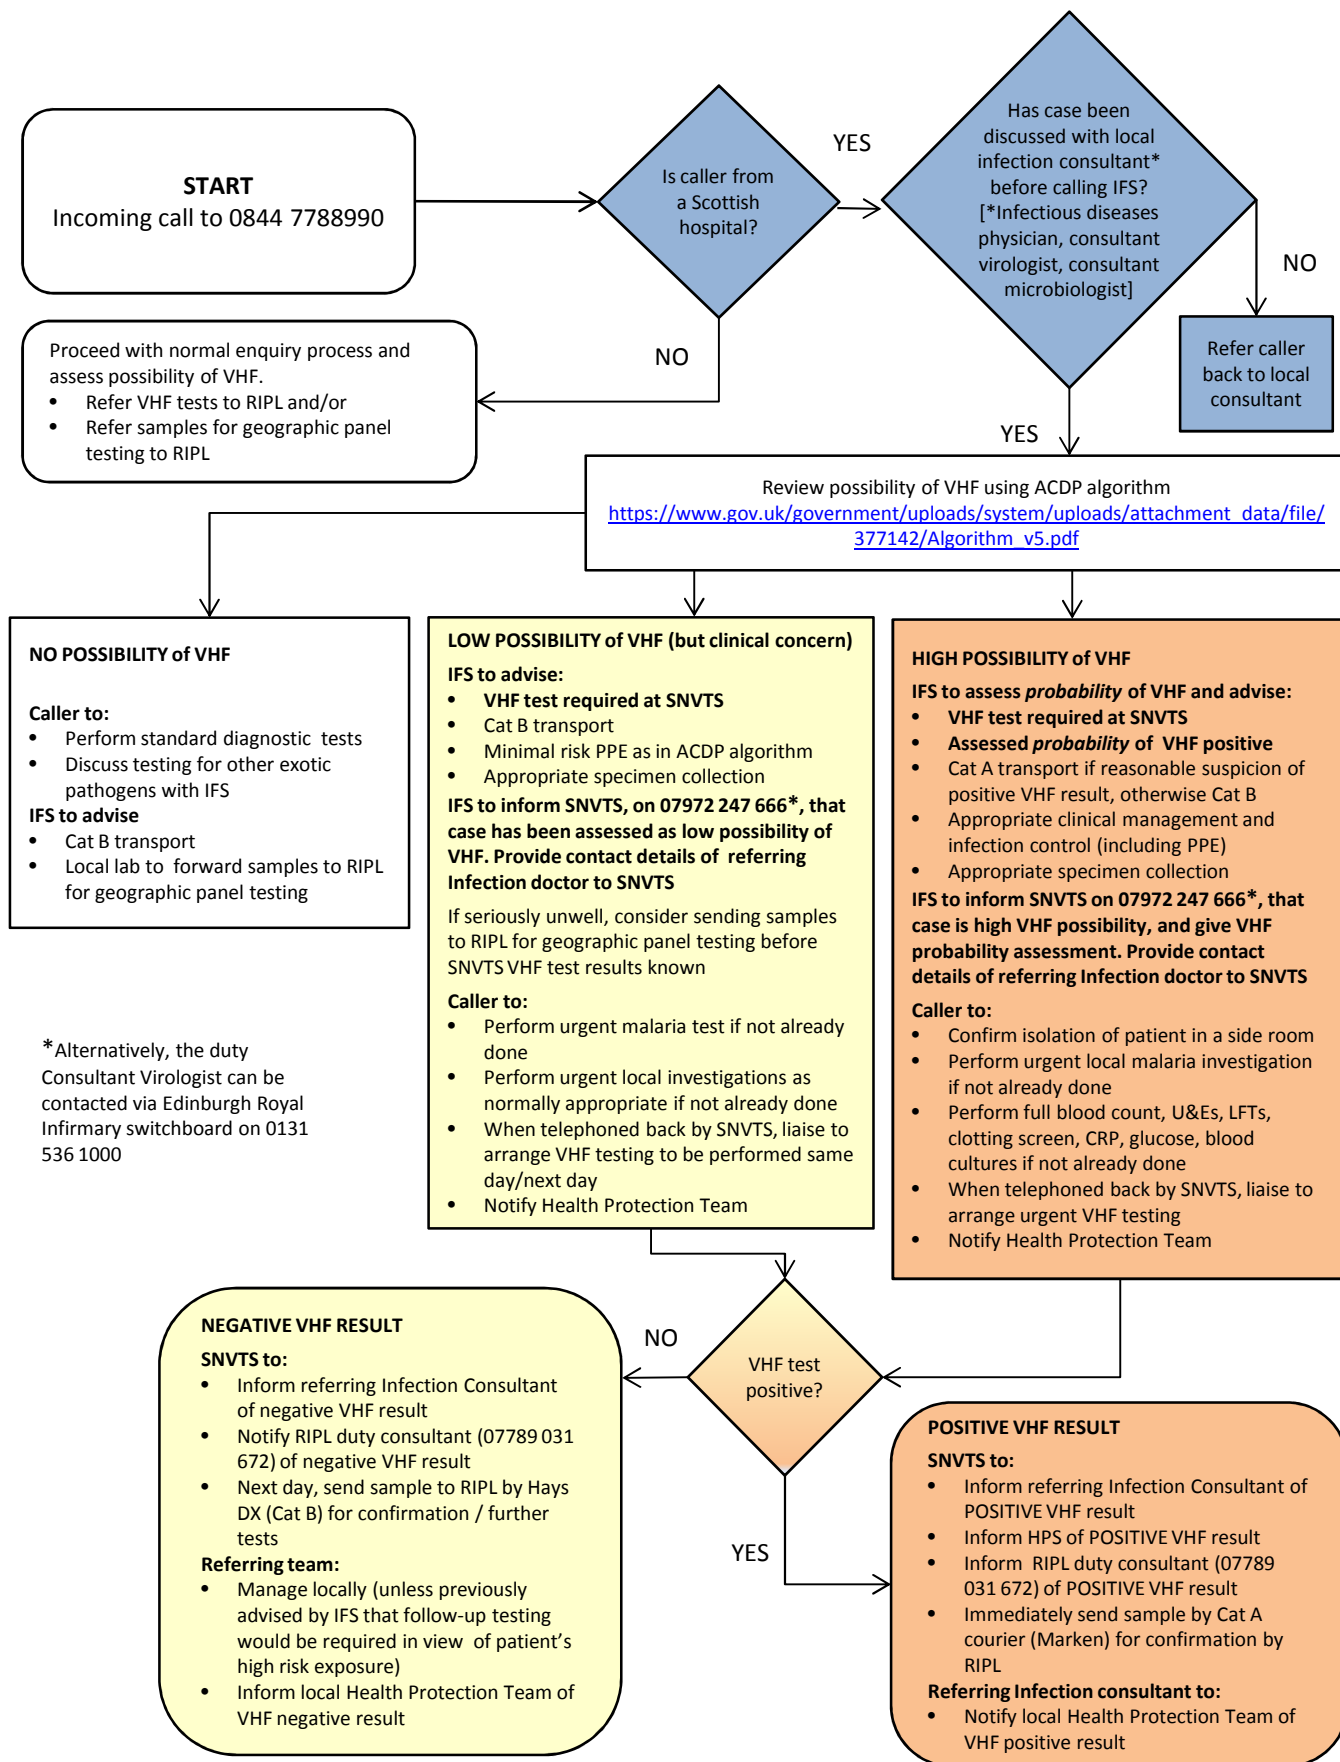 START
Incoming call to 0844 7788990
Is caller from
a Scottish
hospital?
YES
Has case been
discussed with local
infection consultant*
before calling IFS?
[*Infectious diseases
physician, consultant
virologist, consultant
microbiologist]
NO
Refer caller
back to local
consultant
NO
Proceed with normal enquiry process and
assess possibility of VHF.
• Refer VHF tests to RIPL and/or
• Refer samples for geographic panel
testing to RIPL
YES
Review possibility of VHF using ACDP algorithm
https://www.gov.uk/government/uploads/system/uploads/attachment_data/file/
377142/Algorithm_v5.pdf
NO POSSIBILITY of VHF
Caller to:
• Perform standard diagnostic tests
• Discuss testing for other exotic
pathogens with IFS
IFS to advise
• Cat B transport
• Local lab to forward samples to RIPL
for geographic panel testing
*Alternatively, the duty
Consultant Virologist can be
contacted via Edinburgh Royal
Infirmary switchboard on 0131
536 1000
LOW POSSIBILITY of VHF (but clinical concern)
IFS to advise:
• VHF test required at SNVTS
• Cat B transport
• Minimal risk PPE as in ACDP algorithm
• Appropriate specimen collection
IFS to inform SNVTS, on 07972 247 666*, that
case has been assessed as low possibility of
VHF. Provide contact details of referring
Infection doctor to SNVTS
If seriously unwell, consider sending samples
to RIPL for geographic panel testing before
SNVTS VHF test results known
Caller to:
• Perform urgent malaria test if not already
done
• Perform urgent local investigations as
normally appropriate if not already done
• When telephoned back by SNVTS, liaise to
arrange VHF testing to be performed same
day/next day
• Notify Health Protection Team
HIGH POSSIBILITY of VHF
IFS to assess probability of VHF and advise:
• VHF test required at SNVTS
• Assessed probability of VHF positive
• Cat A transport if reasonable suspicion of
positive VHF result, otherwise Cat B
• Appropriate clinical management and
infection control (including PPE)
• Appropriate specimen collection
IFS to inform SNVTS on 07972 247 666*, that
case is high VHF possibility, and give VHF
probability assessment. Provide contact
details of referring Infection doctor to SNVTS
Caller to:
• Confirm isolation of patient in a side room
• Perform urgent local malaria investigation
if not already done
• Perform full blood count, U&Es, LFTs,
clotting screen, CRP, glucose, blood
cultures if not already done
• When telephoned back by SNVTS, liaise to
arrange urgent VHF testing
• Notify Health Protection Team
VHF test
positive?
NO
NEGATIVE VHF RESULT
SNVTS to:
• Inform referring Infection Consultant
of negative VHF result
• Notify RIPL duty consultant (07789 031
672) of negative VHF result
• Next day, send sample to RIPL by Hays
DX (Cat B) for confirmation / further
tests
Referring team:
• Manage locally (unless previously
advised by IFS that follow-up testing
would be required in view of patient’s
high risk exposure)
• Inform local Health Protection Team of
VHF negative result
YES
POSITIVE VHF RESULT
SNVTS to:
• Inform referring Infection Consultant of
POSITIVE VHF result
• Inform HPS of POSITIVE VHF result
• Inform RIPL duty consultant (07789
031 672) of POSITIVE VHF result
• Immediately send sample by Cat A
courier (Marken) for confirmation by
RIPL
Referring Infection consultant to:
• Notify local Health Protection Team of
VHF positive result